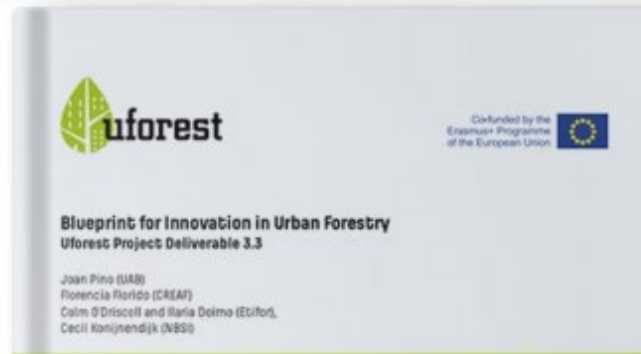 uforest
Co-funded by the
Erasmus+ Programme
of the European Union
Blueprint for Innovation in Urban Forestry
Uforest Project Deliverable 3.3
Joan Pino (UAB)
Florencia Florido (CREAF)
Colm O'Driscoll and Ilaria Doimo (Etifor),
Cecil Konijnendijk (NBSI)